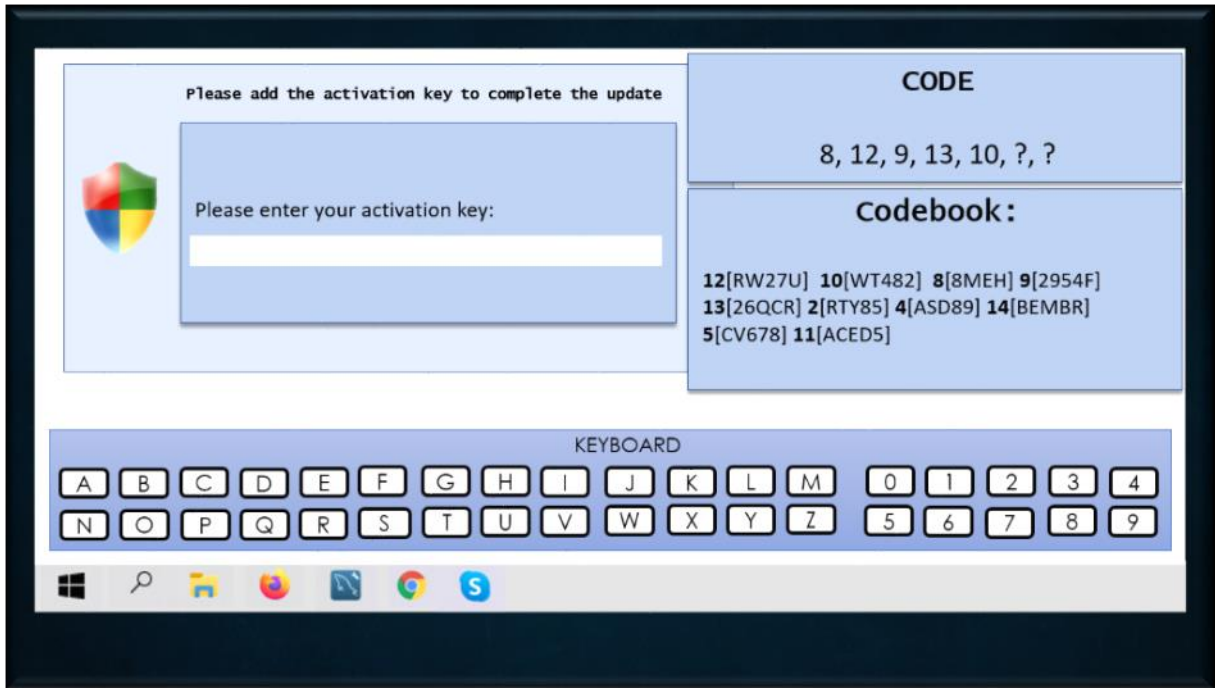 Please add the activation key to complete the update
Please enter your activation key:
CODE
8, 12, 9, 13, 10, ?, ?
Codebook:
12[RW27U] 10[WT482] 8[8MEH] 9[2954F]
13[26QCR] 2[RTY85] 4[ASD89] 14[BEMBR]
5[CV678] 11[ACED5]
KEYBOARD
A B C D E F G H I J K L M 0 1 2 3 4
N O P Q R S T U V W X Y Z 5 6 7 8 9
S